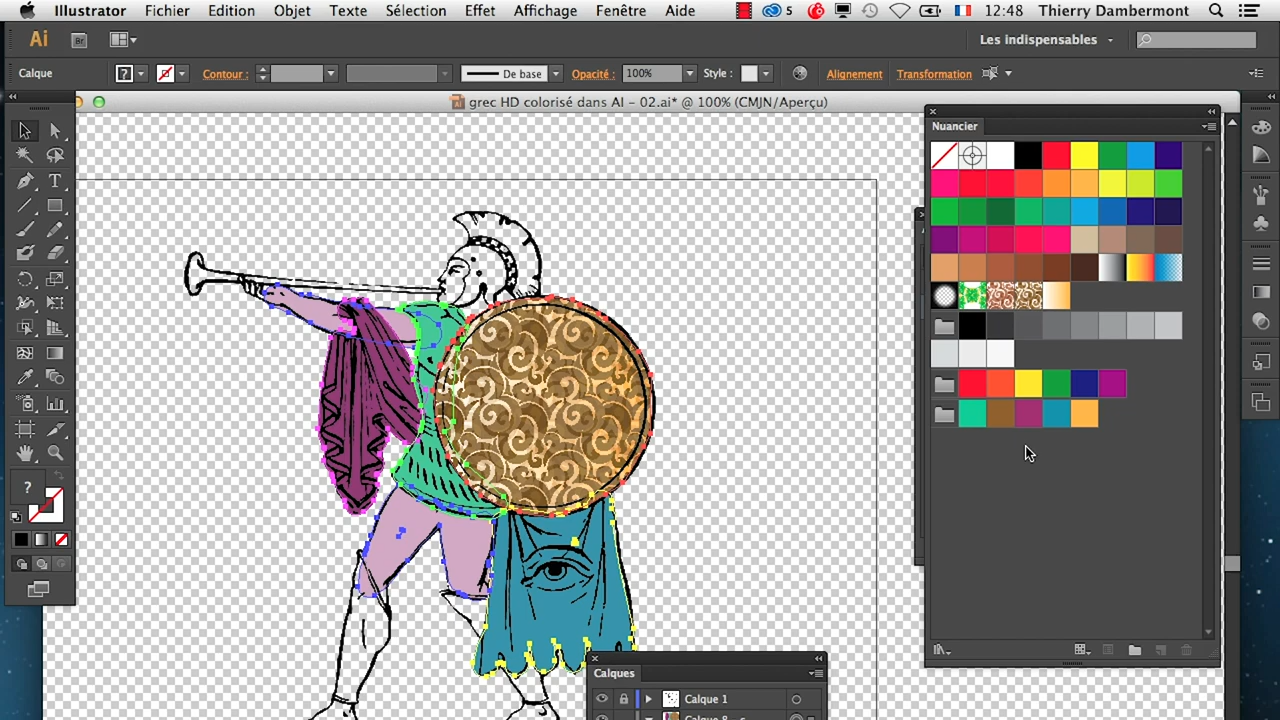 Illustrator Fichier Edition Objet Texte Sélection Effet Affichage Fenêtre Aide 5 12:48 Thierry Dambermont
Ai Br Les indispensables
Calque ? Contour : De base Opacité : 100% Style : Alignement Transformation
grec HD colorisé dans AI - 02.ai* @ 100% (CMJN/Aperçu)
Nuancier
T
?
Calques
Calque 1